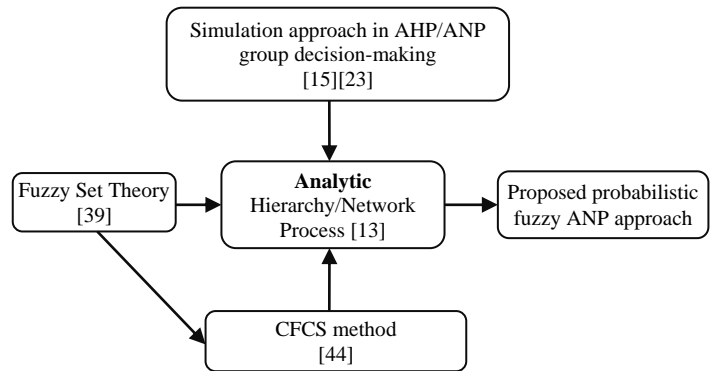 Simulation approach in AHP/ANP
group decision-making
[15][23]
Fuzzy Set Theory
[39]
Analytic
Hierarchy/Network
Process [13]
Proposed probabilistic
fuzzy ANP approach
CFCS method
[44]